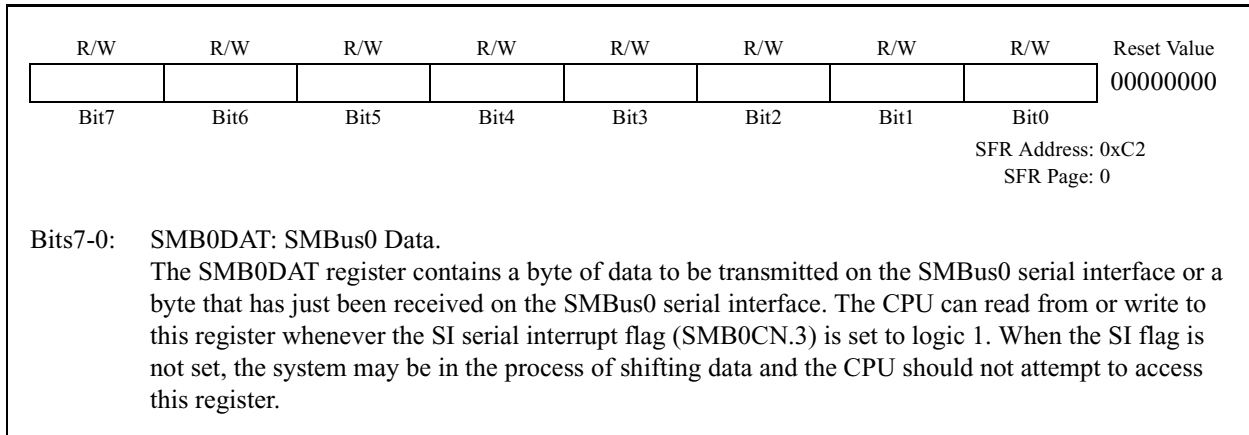 R/W R/W R/W R/W R/W R/W R/W R/W Reset Value
00000000
Bit7 Bit6 Bit5 Bit4 Bit3 Bit2 Bit1 Bit0
SFR Address: 0xC2
SFR Page: 0
Bits7-0: SMB0DAT: SMBus0 Data.
The SMB0DAT register contains a byte of data to be transmitted on the SMBus0 serial interface or a
byte that has just been received on the SMBus0 serial interface. The CPU can read from or write to
this register whenever the SI serial interrupt flag (SMB0CN.3) is set to logic 1. When the SI flag is
not set, the system may be in the process of shifting data and the CPU should not attempt to access
this register.